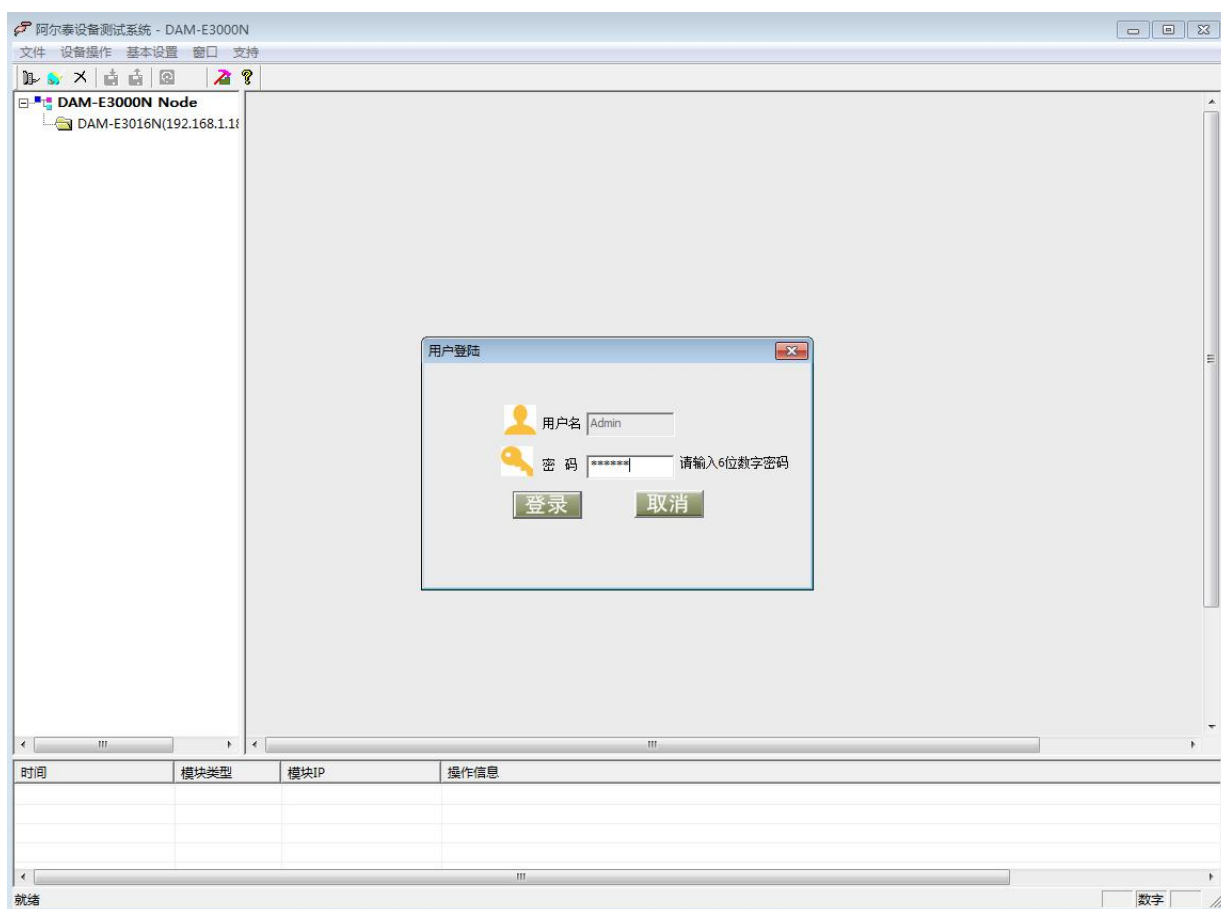 阿尔泰设备测试系统 - DAM-E3000N
文件 设备操作 基本设置 窗口 支持
DAM-E3000N Node
DAM-E3016N(192.168.1.18
用户登陆
用户名 Admin
密 码 ****** 请输入6位数字密码
登录 取消
时间 模块类型 模块IP 操作信息
就绪 数字